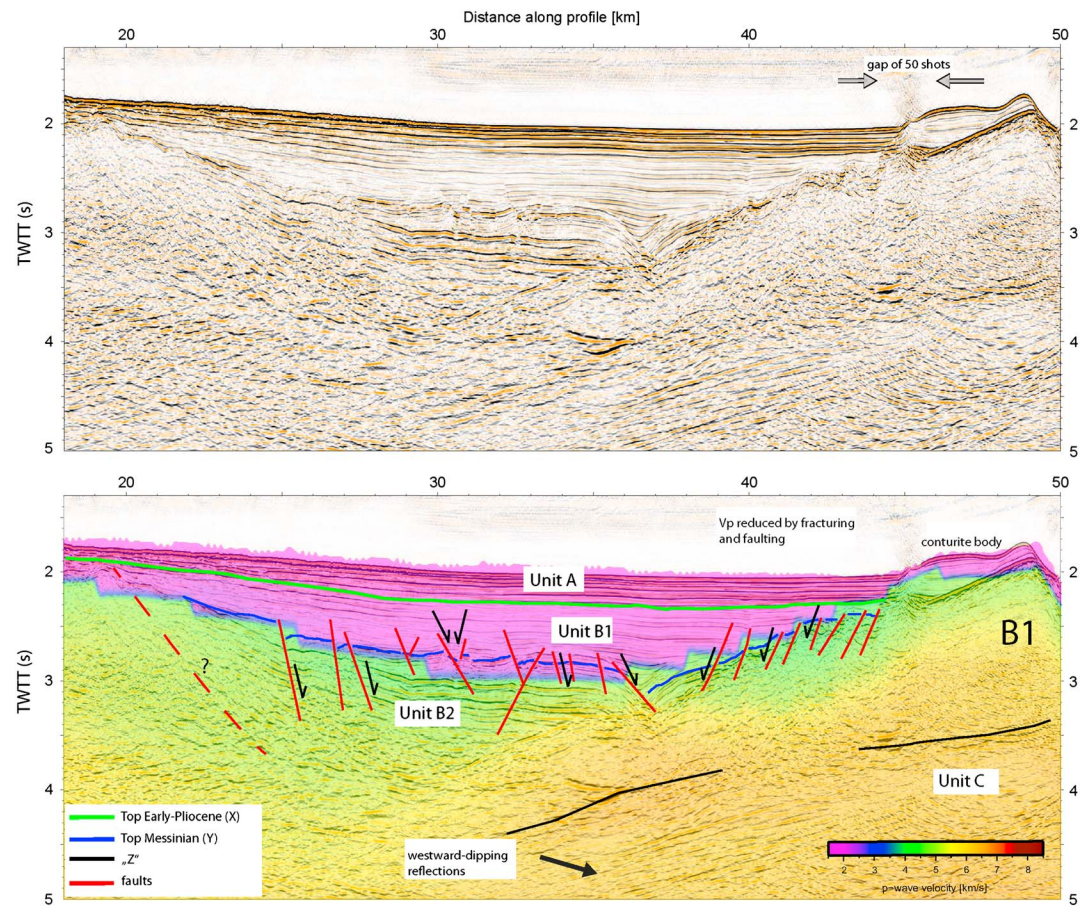 Distance along profile [km]
20 30 40 50
gap of 50 shots
TWTT (s)
2 2
3 3
4 4
5 5
20 30 40 50
Vp reduced by fracturing
and faulting
conturite body
TWTT (s)
2 2
Unit A
Unit B1
B1
?
3 3
Unit B2
Unit C
4 4
Top Early-Pliocene (X)
Top Messinian (Y)
„Z“
faults
westward-dipping
reflections
2 3 4 5 6 7 8
p-wave velocity [km/s]
5 5